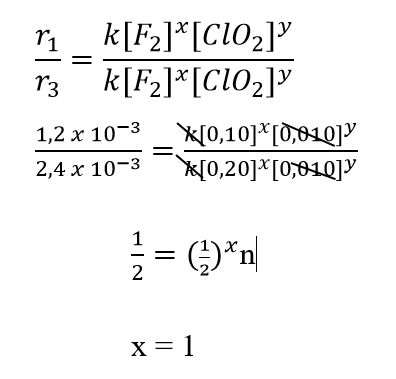 r₁/r₃ = k[F₂]ˣ[ClO₂]ʸ / k[F₂]ˣ[ClO₂]ʸ
1,2 x 10⁻³ / 2,4 x 10⁻³ = k[0,10]ˣ[0,010]ʸ / k[0,20]ˣ[0,010]ʸ
1/2 = (1/2)ˣn
x = 1